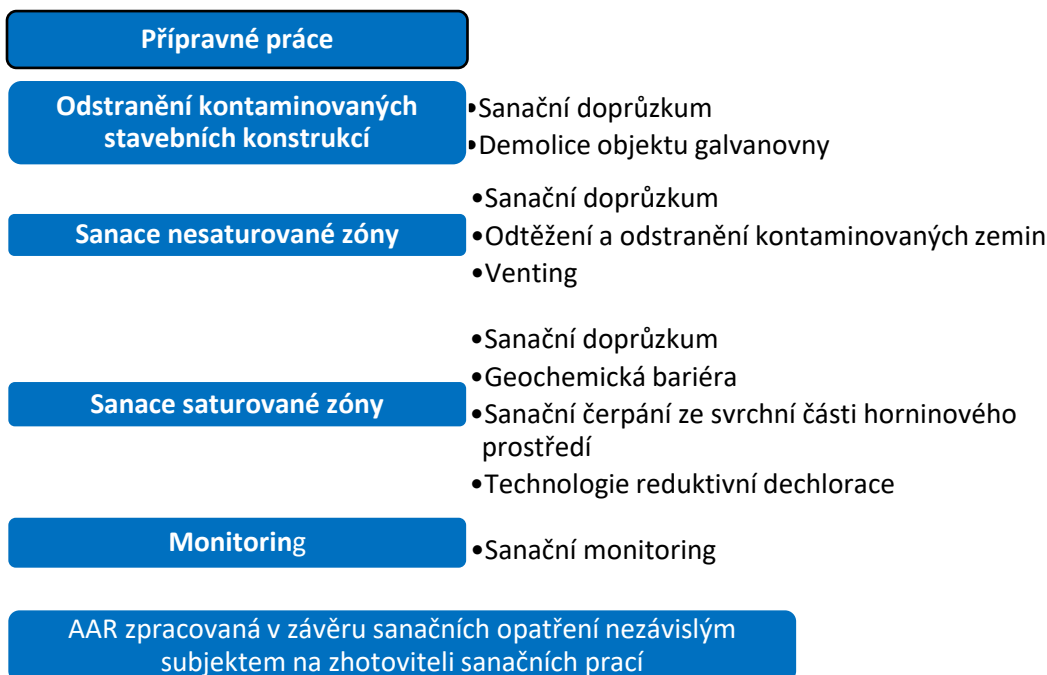 Přípravné práce
Odstranění kontaminovaných
stavebních konstrukcí
•Sanační doprůzkum
•Demolice objektu galvanovny
Sanace nesaturované zóny
•Sanační doprůzkum
•Odtěžení a odstranění kontaminovaných zemin
•Venting
Sanace saturované zóny
•Sanační doprůzkum
•Geochemická bariéra
•Sanační čerpání ze svrchní části horninového
prostředí
•Technologie reduktivní dechlorace
Monitoring
•Sanační monitoring
AAR zpracovaná v závěru sanačních opatření nezávislým
subjektem na zhotoviteli sanačních prací